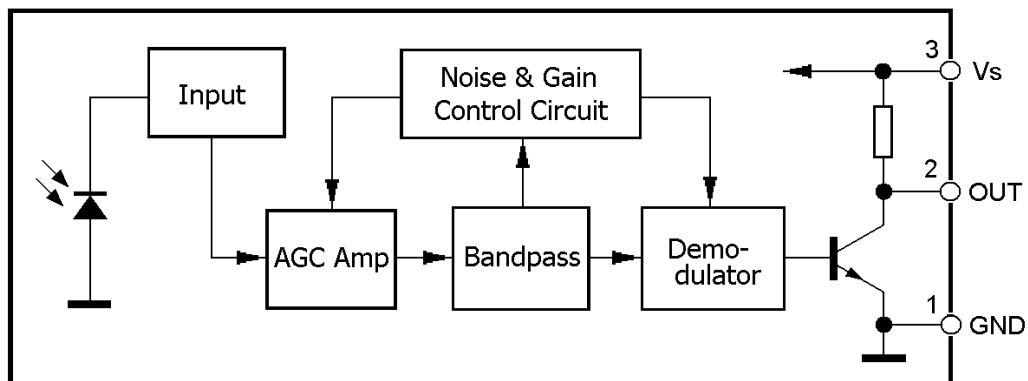 Input
Noise & Gain
Control Circuit
3
Vs
2
OUT
AGC Amp
Bandpass
Demo-
dulator
1
GND